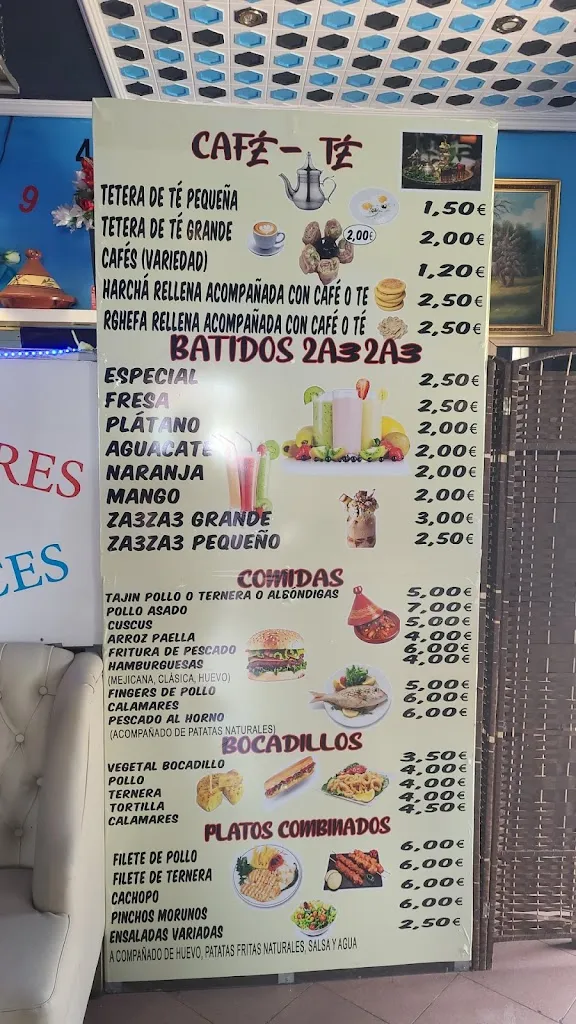 4
9
RES
CES
CAFÉ - TÉ
TETERA DE TÉ PEQUEÑA 1,50€
TETERA DE TÉ GRANDE 2,00€
2,00€
CAFÉS (VARIEDAD) 1,20€
HARCHÁ RELLENA ACOMPAÑADA CON CAFÉ O TE 2,50€
RGHEFA RELLENA ACOMPAÑADA CON CAFÉ O TÉ 2,50€
BATIDOS 2A32A3
ESPECIAL 2,50€
FRESA 2,50€
PLÁTANO 2,00€
AGUACATE 2,00€
NARANJA 2,00€
MANGO 2,00€
ZA3ZA3 GRANDE 3,00€
ZA3ZA3 PEQUEÑO 2,50€
COMIDAS
TAJIN POLLO O TERNERA O ALBÓNDIGAS 5,00€
POLLO ASADO 7,00€
CUSCUS 5,00€
ARROZ PAELLA 4,00€
FRITURA DE PESCADO 6,00€
HAMBURGUESAS 4,00€
(MEJICANA, CLÁSICA, HUEVO)
FINGERS DE POLLO 5,00€
CALAMARES 6,00€
PESCADO AL HORNO 6,00€
(ACOMPAÑADO DE PATATAS NATURALES)
BOCADILLOS
VEGETAL BOCADILLO 3,50€
POLLO 4,00€
TERNERA 4,00€
TORTILLA 4,00€
CALAMARES 4,50€
PLATOS COMBINADOS
FILETE DE POLLO 6,00€
FILETE DE TERNERA 6,00€
CACHOPO 6,00€
PINCHOS MORUNOS 6,00€
ENSALADAS VARIADAS 2,50€
A COMPAÑADO DE HUEVO, PATATAS FRITAS NATURALES, SALSA Y AGUA